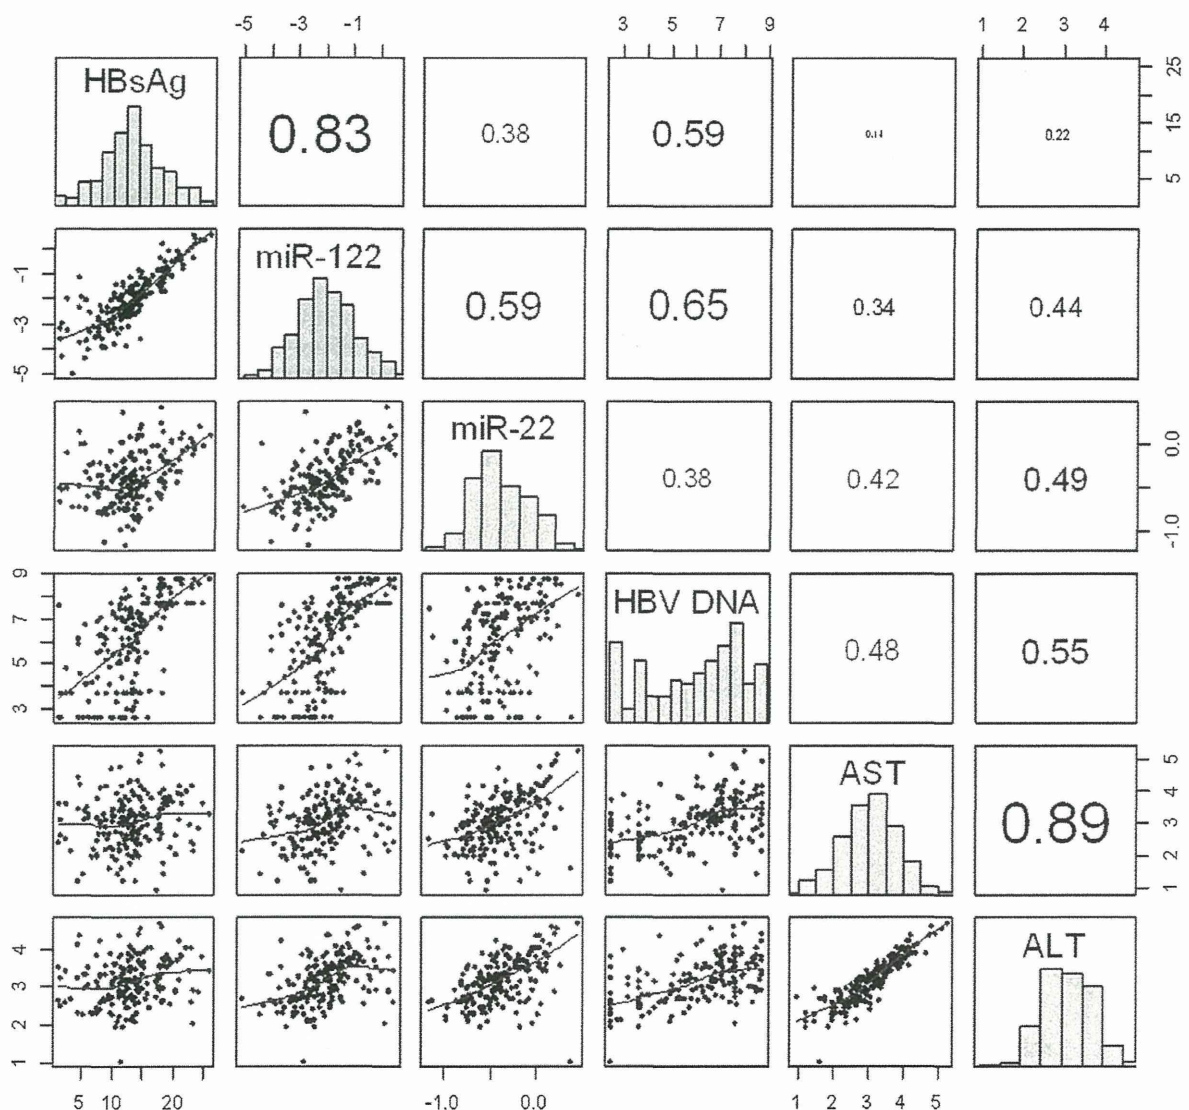 -5 -3 -1 3 5 7 9 1 2 3 4
HBsAg 0.83 0.38 0.59 0.14 0.22
5 15 25
miR-122 0.59 0.65 0.34 0.44
-5 -3 -1
miR-22 0.38 0.42 0.49
-1.0 0.0
HBV DNA 0.48 0.55
3 5 7 9
AST 0.89
1 2 3 4 5
ALT
1 2 3 4
5 10 20 -1.0 0.0 1 2 3 4 5